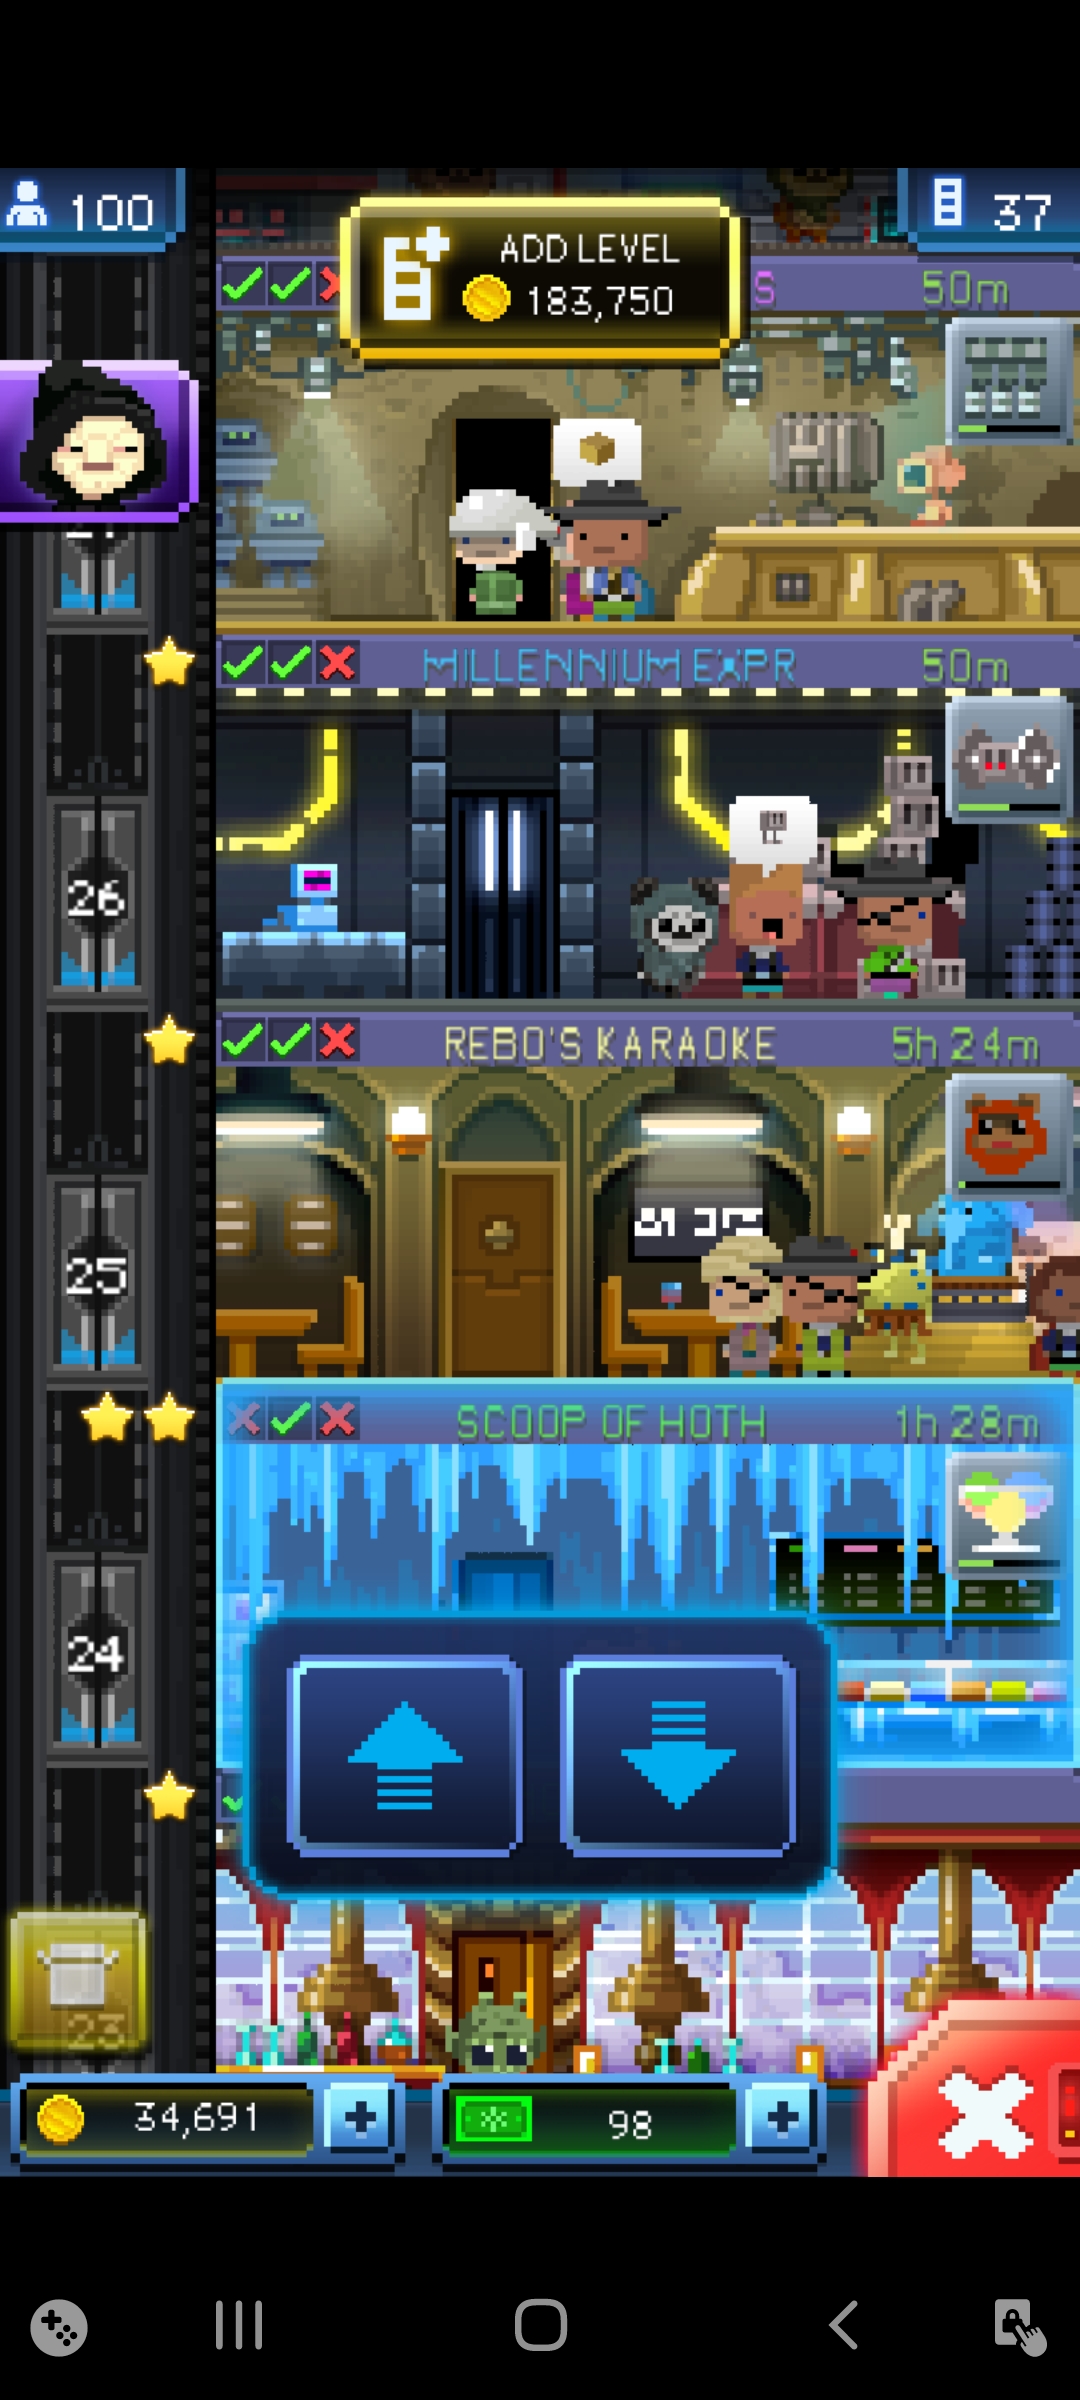 100
ADD LEVEL
183,750
37
S
50m
MILLENNIUM EXPR
50m
26
REBO'S KARAOKE
5h 24m
25
SCOOP OF HOTH
1h 28m
24
23
34,691
98